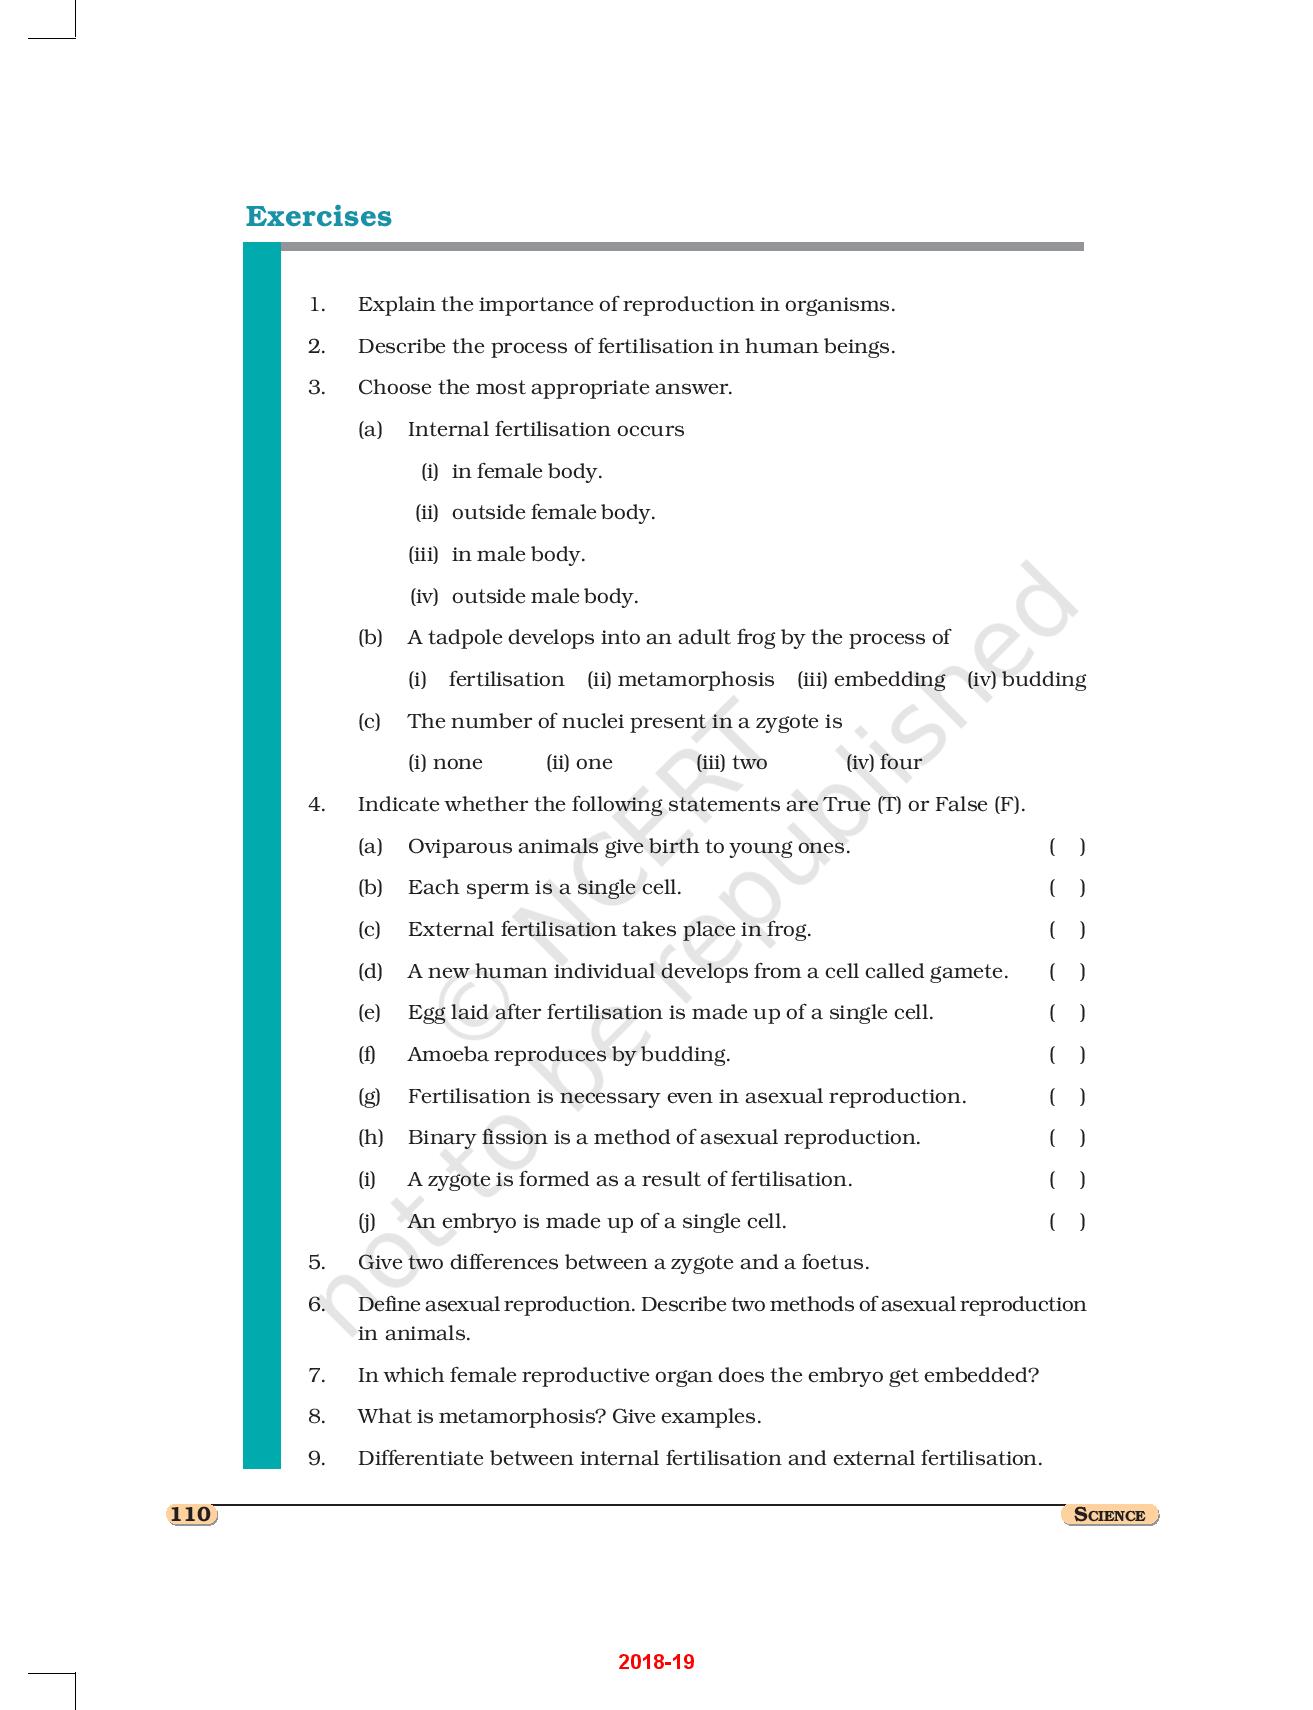 Exercises
1. Explain the importance of reproduction in organisms.
2. Describe the process of fertilisation in human beings.
3. Choose the most appropriate answer.
(a) Internal fertilisation occurs
(i) in female body.
(ii) outside female body.
(iii) in male body.
(iv) outside male body.
(b) A tadpole develops into an adult frog by the process of
(i) fertilisation (ii) metamorphosis (iii) embedding (iv) budding
(c) The number of nuclei present in a zygote is
(i) none (ii) one (iii) two (iv) four
4. Indicate whether the following statements are True (T) or False (F).
(a) Oviparous animals give birth to young ones. ( )
(b) Each sperm is a single cell. ( )
(c) External fertilisation takes place in frog. ( )
(d) A new human individual develops from a cell called gamete. ( )
(e) Egg laid after fertilisation is made up of a single cell. ( )
(f) Amoeba reproduces by budding. ( )
(g) Fertilisation is necessary even in asexual reproduction. ( )
(h) Binary fission is a method of asexual reproduction. ( )
(i) A zygote is formed as a result of fertilisation. ( )
(j) An embryo is made up of a single cell. ( )
5. Give two differences between a zygote and a foetus.
6. Define asexual reproduction. Describe two methods of asexual reproduction
in animals.
7. In which female reproductive organ does the embryo get embedded?
8. What is metamorphosis? Give examples.
9. Differentiate between internal fertilisation and external fertilisation.
© NCERT
not to be republished
110
SCIENCE
2018-19